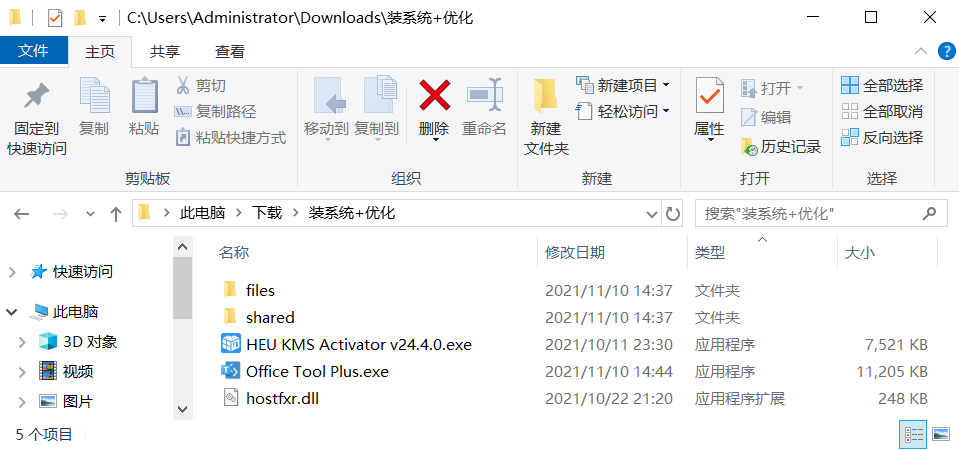 C:\Users\Administrator\Downloads\装系统+优化
文件 主页 共享 查看
固定到快速访问
复制
粘贴
剪切
复制路径
粘贴快捷方式
剪贴板
移动到
复制到
删除
重命名
组织
新建文件夹
新建项目
轻松访问
新建
属性
打开
编辑
历史记录
打开
全部选择
全部取消
反向选择
选择
此电脑 下载 装系统+优化
搜索"装系统+优化"
快速访问
此电脑
3D 对象
视频
图片
名称 修改日期 类型 大小
files 2021/11/10 14:37 文件夹
shared 2021/11/10 14:37 文件夹
HEU KMS Activator v24.4.0.exe 2021/10/11 23:30 应用程序 7,521 KB
Office Tool Plus.exe 2021/11/10 14:44 应用程序 11,205 KB
hostfxr.dll 2021/10/22 21:20 应用程序扩展 248 KB
5 个项目